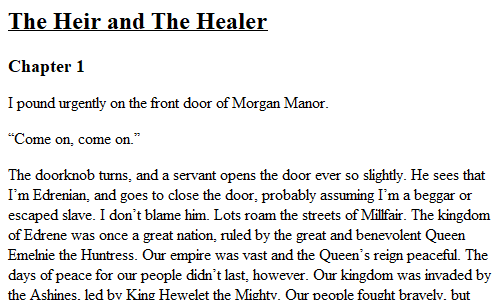 The Heir and The Healer
Chapter 1
I pound urgently on the front door of Morgan Manor.
“Come on, come on.”
The doorknob turns, and a servant opens the door ever so slightly. He sees that
I’m Edrenian, and goes to close the door, probably assuming I’m a beggar or
escaped slave. I don’t blame him. Lots roam the streets of Millfair. The kingdom
of Edrene was once a great nation, ruled by the great and benevolent Queen
Emelnie the Huntress. Our empire was vast and the Queen’s reign peaceful. The
days of peace for our people didn’t last, however. Our kingdom was invaded by
the Ashines, led by King Hewelet the Mighty. Our people fought bravely, but